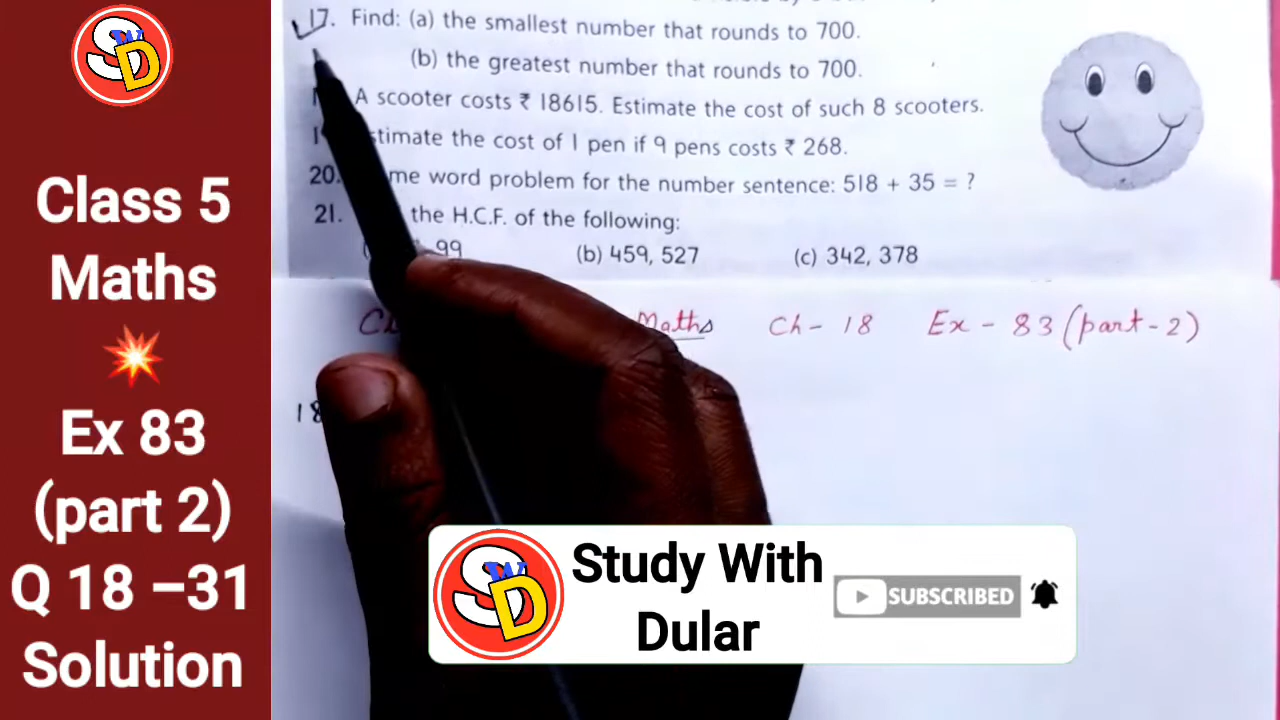 SWD
Class 5
Maths
Ex 83
(part 2)
Q 18 –31
Solution
17. Find: (a) the smallest number that rounds to 700.
(b) the greatest number that rounds to 700.
A scooter costs ₹ 18615. Estimate the cost of such 8 scooters.
timate the cost of 1 pen if 9 pens costs ₹ 268.
20. me word problem for the number sentence: 518 + 35 = ?
21. the H.C.F. of the following:
99 (b) 459, 527 (c) 342, 378
Maths Ch - 18 Ex - 83 (part - 2)
18
SWD
Study With
Dular
SUBSCRIBED